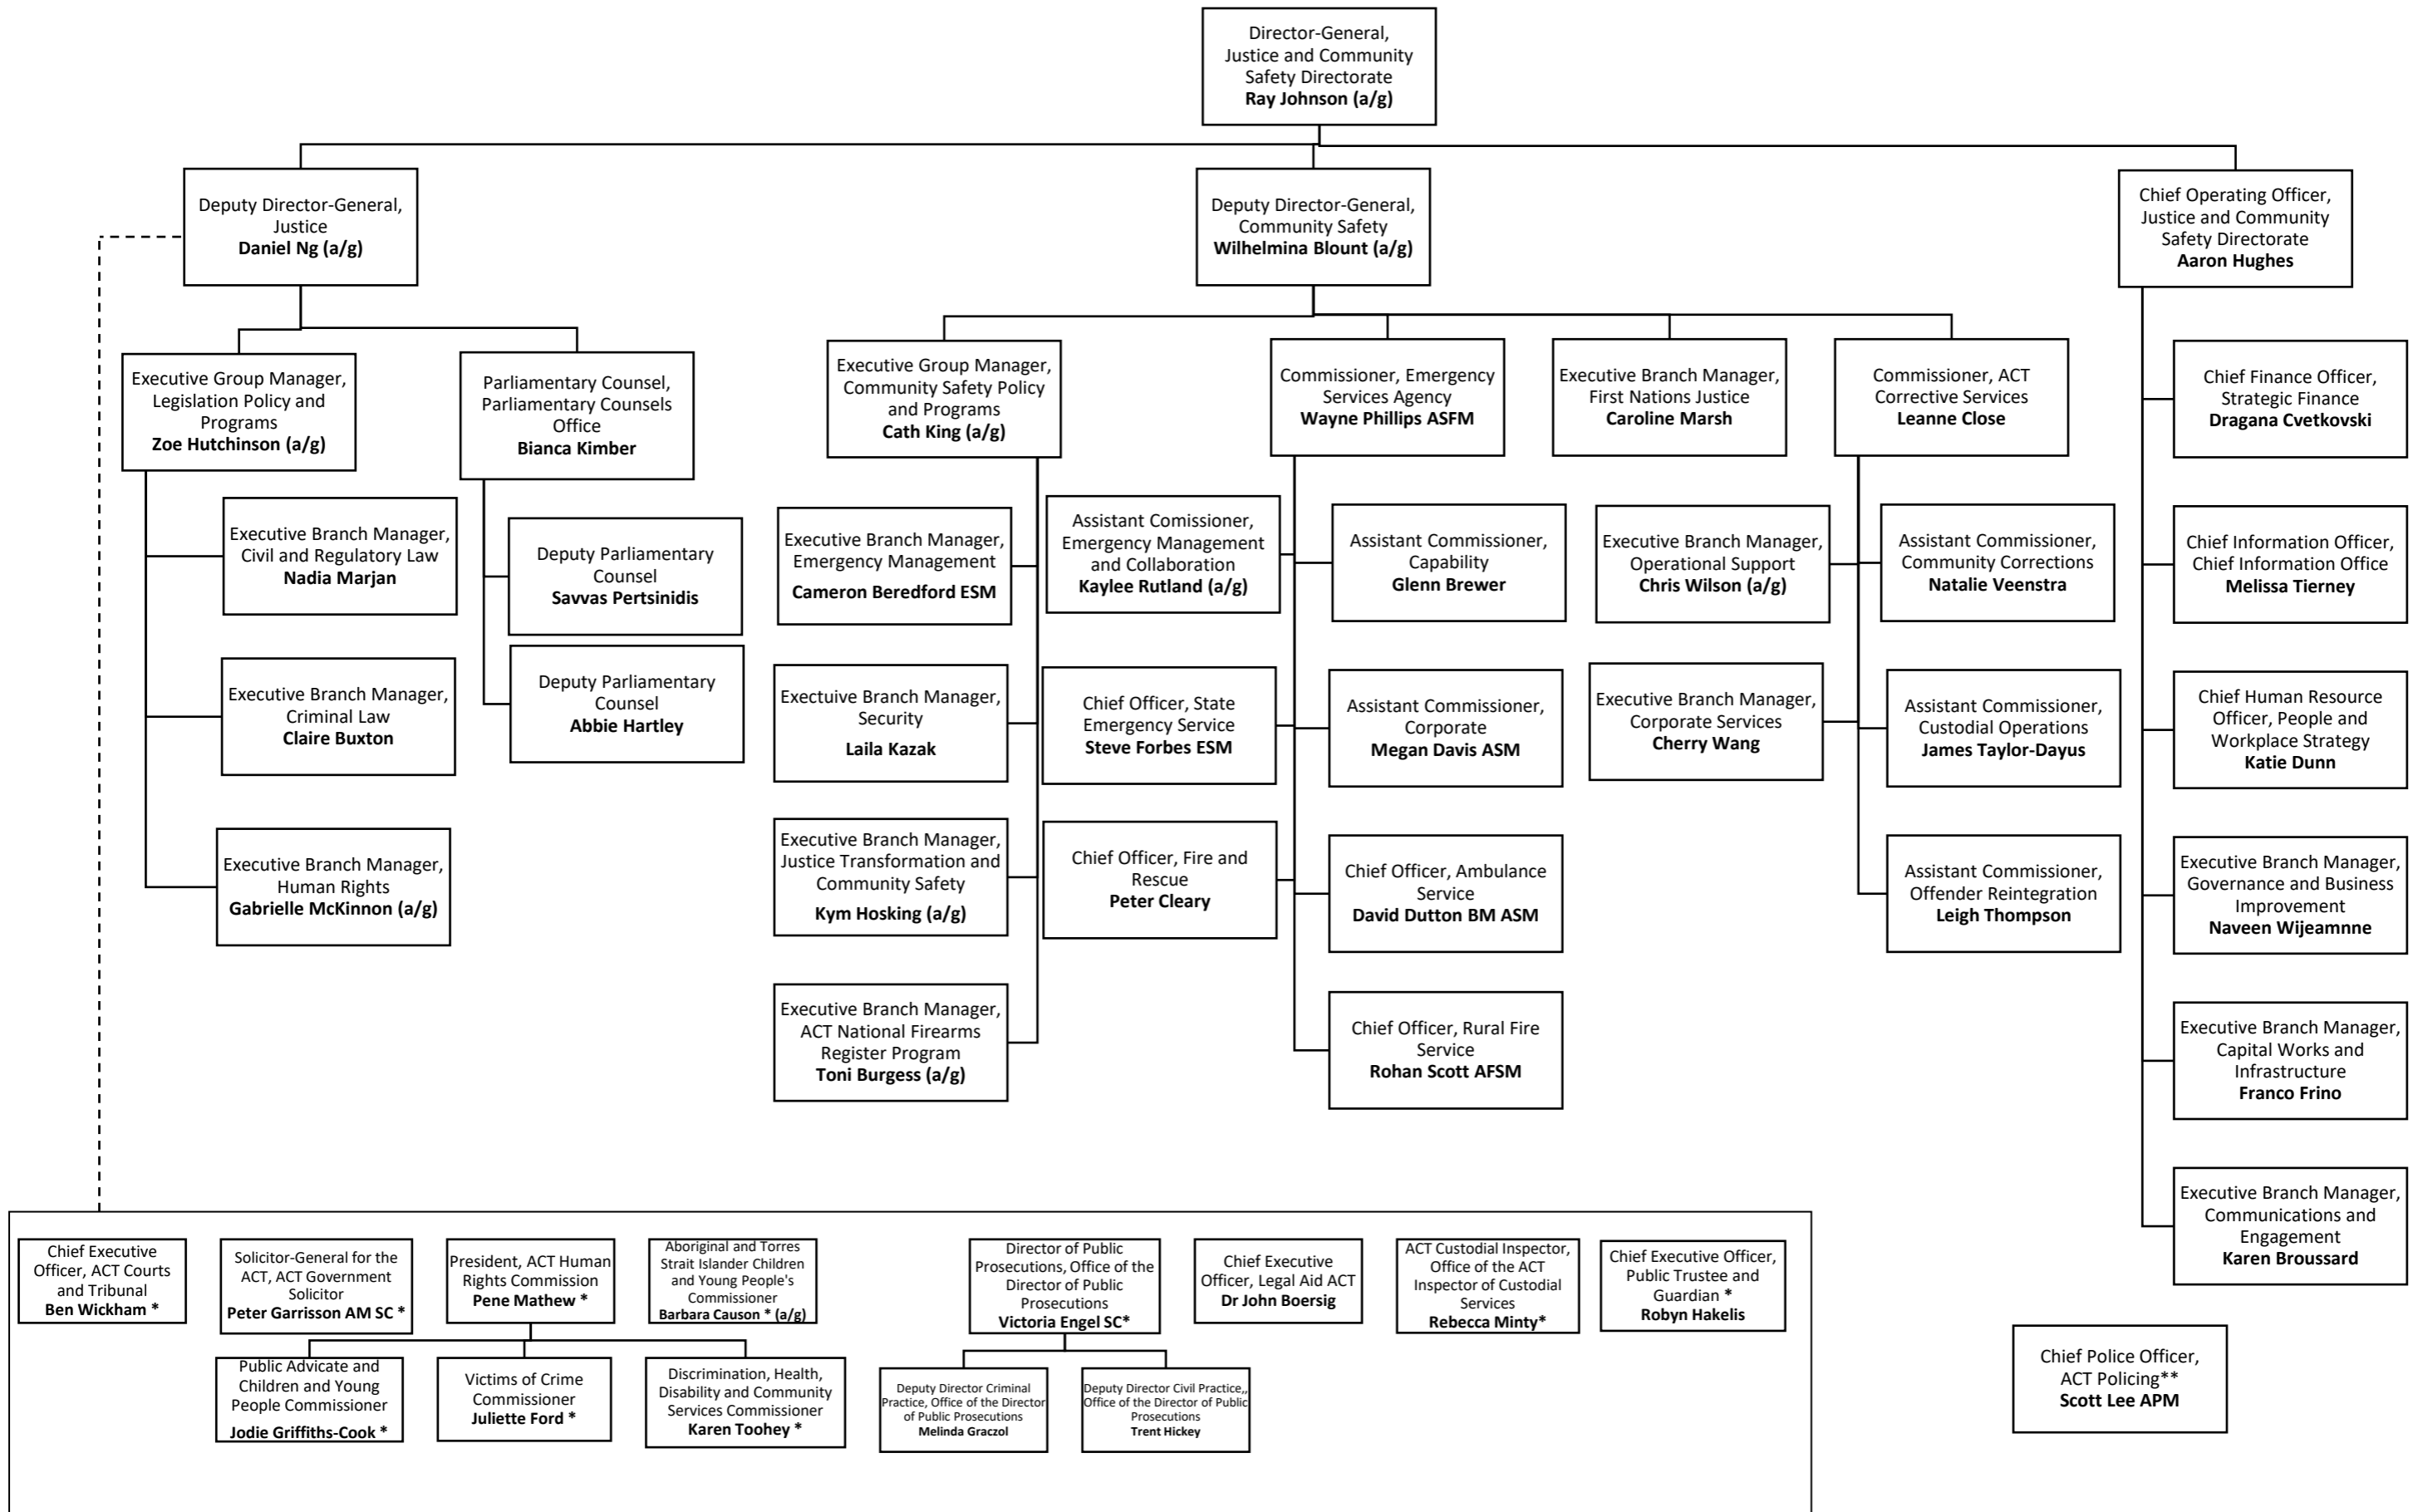 Director-General,
Justice and Community
Safety Directorate
Ray Johnson (a/g)
Deputy Director-General,
Justice
Daniel Ng (a/g)
Deputy Director-General,
Community Safety
Wilhelmina Blount (a/g)
Chief Operating Officer,
Justice and Community
Safety Directorate
Aaron Hughes
Executive Group Manager,
Legislation Policy and
Programs
Zoe Hutchinson (a/g)
Parliamentary Counsel,
Parliamentary Counsels
Office
Bianca Kimber
Executive Group Manager,
Community Safety Policy
and Programs
Cath King (a/g)
Commissioner, Emergency
Services Agency
Wayne Phillips ASFM
Executive Branch Manager,
First Nations Justice
Caroline Marsh
Commissioner, ACT
Corrective Services
Leanne Close
Chief Finance Officer,
Strategic Finance
Dragana Cvetkovski
Executive Branch Manager,
Civil and Regulatory Law
Nadia Marjan
Deputy Parliamentary
Counsel
Savvas Pertsinidis
Executive Branch Manager,
Emergency Management
Cameron Beredford ESM
Assistant Comissioner,
Emergency Management
and Collaboration
Kaylee Rutland (a/g)
Assistant Commissioner,
Capability
Glenn Brewer
Executive Branch Manager,
Operational Support
Chris Wilson (a/g)
Assistant Commissioner,
Community Corrections
Natalie Veenstra
Chief Information Officer,
Chief Information Office
Melissa Tierney
Executive Branch Manager,
Criminal Law
Claire Buxton
Deputy Parliamentary
Counsel
Abbie Hartley
Exectuive Branch Manager,
Security
Laila Kazak
Chief Officer, State
Emergency Service
Steve Forbes ESM
Assistant Commissioner,
Corporate
Megan Davis ASM
Executive Branch Manager,
Corporate Services
Cherry Wang
Assistant Commissioner,
Custodial Operations
James Taylor-Dayus
Chief Human Resource
Officer, People and
Workplace Strategy
Katie Dunn
Executive Branch Manager,
Human Rights
Gabrielle McKinnon (a/g)
Executive Branch Manager,
Justice Transformation and
Community Safety
Kym Hosking (a/g)
Chief Officer, Fire and
Rescue
Peter Cleary
Chief Officer, Ambulance
Service
David Dutton BM ASM
Assistant Commissioner,
Offender Reintegration
Leigh Thompson
Executive Branch Manager,
Governance and Business
Improvement
Naveen Wijeamnne
Executive Branch Manager,
ACT National Firearms
Register Program
Toni Burgess (a/g)
Chief Officer, Rural Fire
Service
Rohan Scott AFSM
Executive Branch Manager,
Capital Works and
Infrastructure
Franco Frino
Executive Branch Manager,
Communications and
Engagement
Karen Broussard
Chief Executive
Officer, ACT Courts
and Tribunal
Ben Wickham *
Solicitor-General for the
ACT, ACT Government
Solicitor
Peter Garrisson AM SC *
President, ACT Human
Rights Commission
Pene Mathew *
Aboriginal and Torres
Strait Islander Children
and Young People's
Commissioner
Barbara Causon * (a/g)
Director of Public
Prosecutions, Office of the
Director of Public
Prosecutions
Victoria Engel SC*
Chief Executive
Officer, Legal Aid ACT
Dr John Boersig
ACT Custodial Inspector,
Office of the ACT
Inspector of Custodial
Services
Rebecca Minty*
Chief Executive Officer,
Public Trustee and
Guardian *
Robyn Hakelis
Public Advicate and
Children and Young
People Commissioner
Jodie Griffiths-Cook *
Victims of Crime
Commissioner
Juliette Ford *
Discrimination, Health,
Disability and Community
Services Commissioner
Karen Toohey *
Deputy Director Criminal
Practice, Office of the Director
of Public Prosecutions
Melinda Graczol
Deputy Director Civil Practice,,
Office of the Director of Public
Prosecutions
Trent Hickey
Chief Police Officer,
ACT Policing**
Scott Lee APM